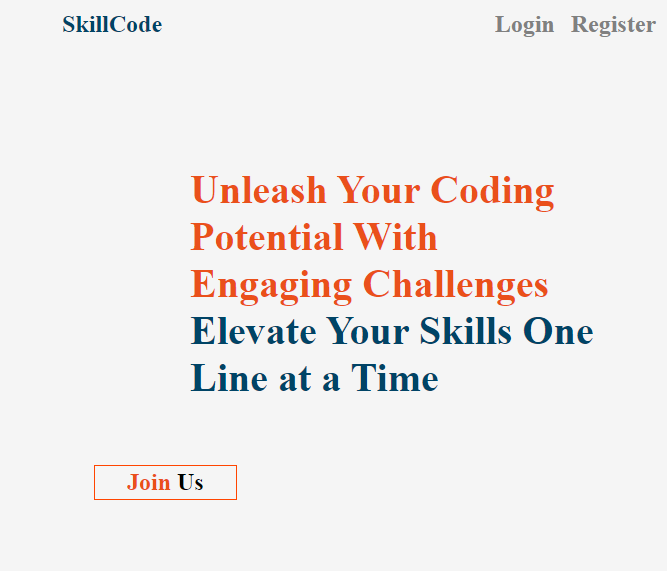 SkillCode
Login Register
Unleash Your Coding
Potential With
Engaging Challenges
Elevate Your Skills One
Line at a Time
Join Us